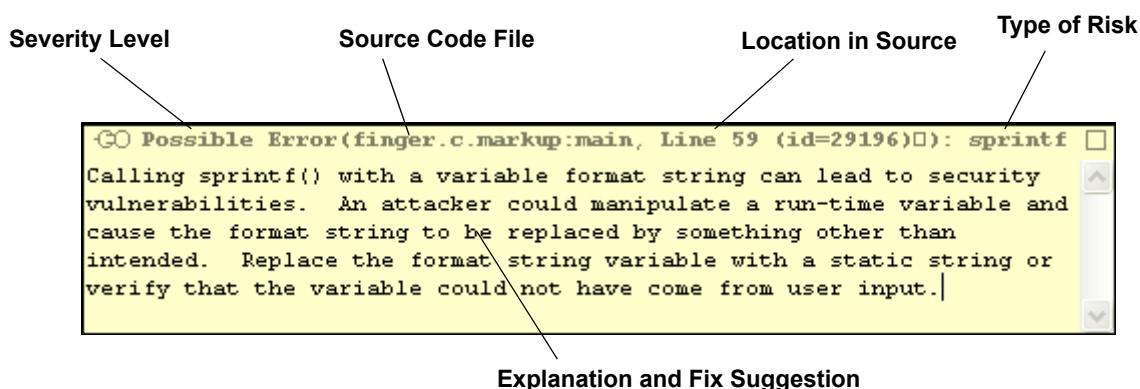 Severity Level
Source Code File
Location in Source
Type of Risk
GO Possible Error(finger.c.markup:main, Line 59 (id=29196)□): sprintf
Calling sprintf() with a variable format string can lead to security
vulnerabilities.  An attacker could manipulate a run-time variable and
cause the format string to be replaced by something other than
intended.  Replace the format string variable with a static string or
verify that the variable could not have come from user input.
Explanation and Fix Suggestion